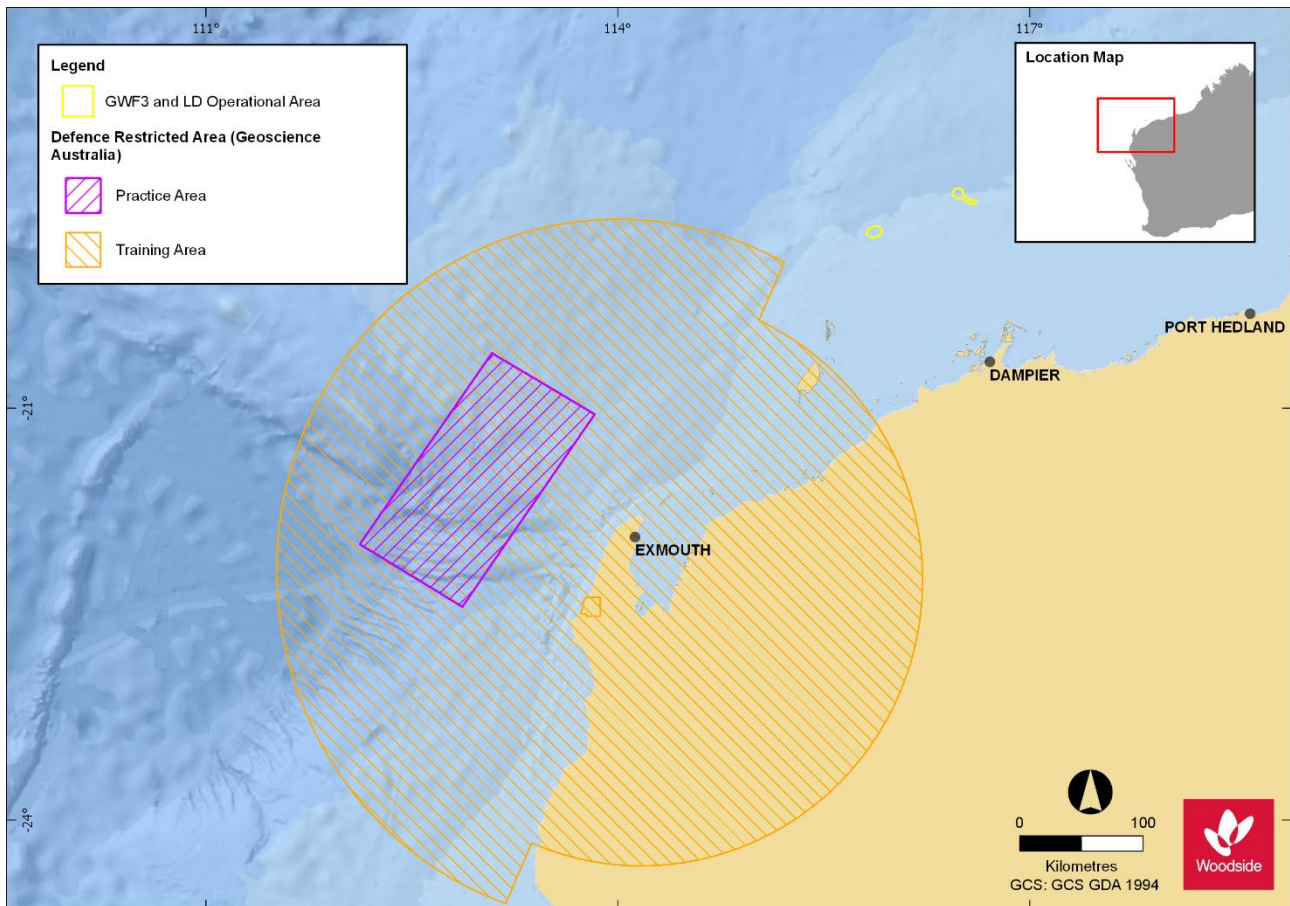 111°
114°
117°
Legend
GWF3 and LD Operational Area
Defence Restricted Area (Geoscience
Australia)
Practice Area
Training Area
Location Map
PORT HEDLAND
DAMPIER
-21°
EXMOUTH
-24°
0 100
Kilometres
GCS: GCS GDA 1994
Woodside